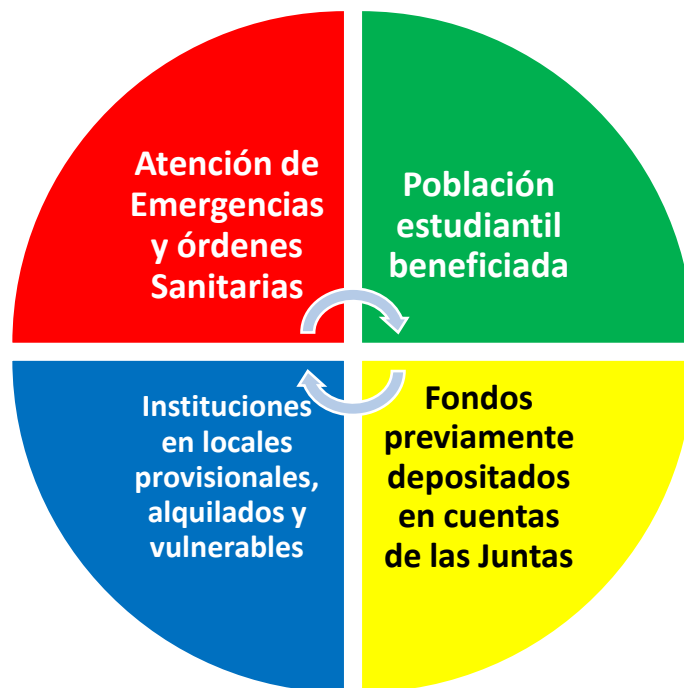 Atención de
Emergencias
y órdenes
Sanitarias
Población
estudiantil
beneficiada
Instituciones
en locales
provisionales,
alquilados y
vulnerables
Fondos
previamente
depositados
en cuentas
de las Juntas